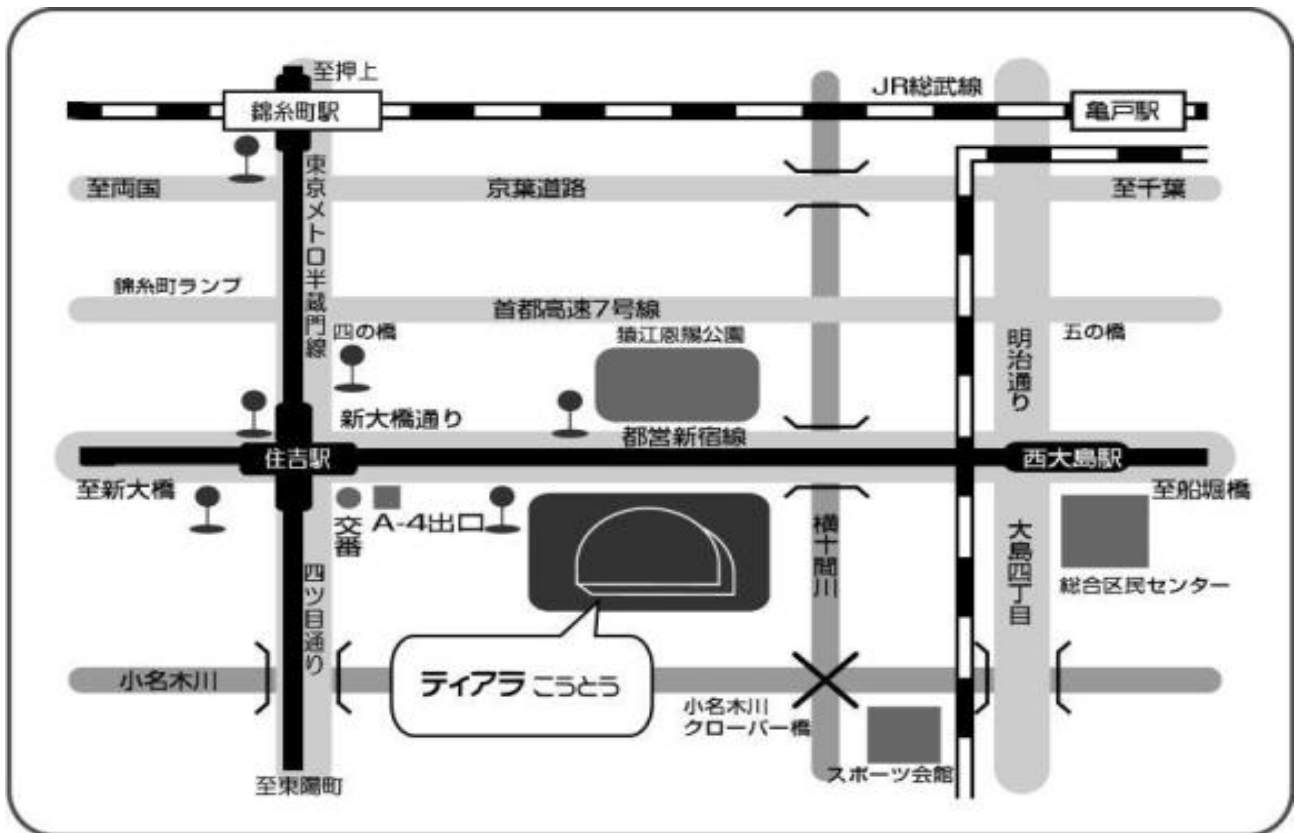 至押上
JR総武線
錦糸町駅
亀戸駅
東京メトロ半蔵門線
至両国
京葉道路
至千葉
錦糸町ランプ
首都高速7号線
四の橋
猿江恩賜公園
明治通り
五の橋
新大橋通り
都営新宿線
住吉駅
西大島駅
至新大橋
至船堀橋
交番
A-4出口
横十間川
大島四丁目
総合区民センター
四ツ目通り
小名木川
ティアラこうとう
小名木川
クローバー橋
スポーツ会館
至東陽町